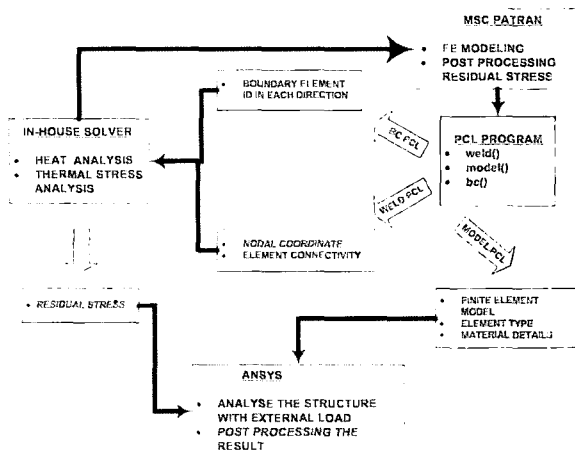 MSC PATRAN
• FE MODELING
• POST PROCESSING
RESIDUAL STRESS
• BOUNDARY ELEMENT
ID IN EACH DIRECTION
IN-HOUSE SOLVER
• HEAT ANALYSIS
• THERMAL STRESS
ANALYSIS
BC.PCL
PCL PROGRAM
• weld()
• model()
• bc()
WELD.PCL
MODEL.PCL
• NODAL COORDINATE
• ELEMENT CONNECTIVITY
• RESIDUAL STRESS
• FINITE ELEMENT
MODEL
• ELEMENT TYPE
• MATERIAL DETAILS
ANSYS
• ANALYSE THE STRUCTURE
WITH EXTERNAL LOAD
• POST PROCESSING THE
RESULT